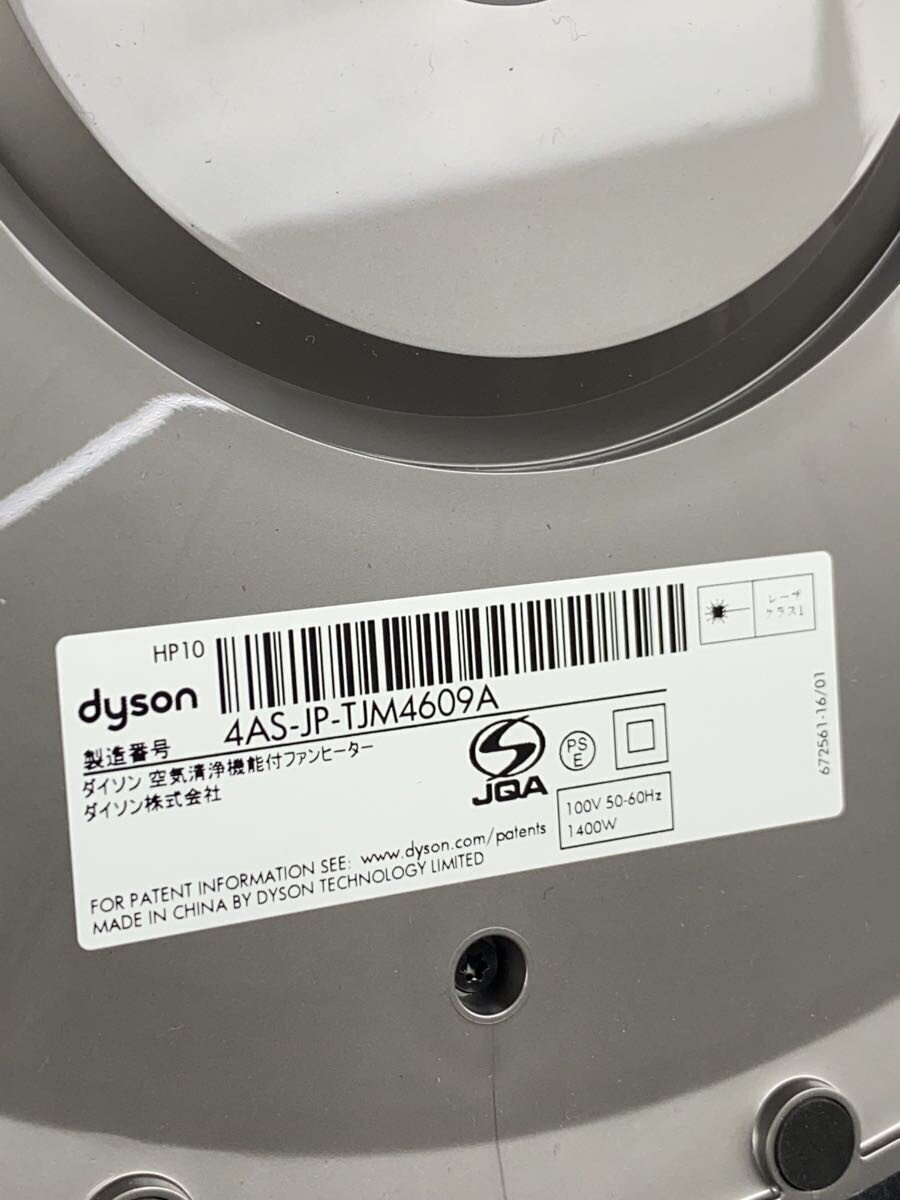 HP10
dyson
製造番号
4AS-JP-TJM4609A
ダイソン 空気清浄機能付ファンヒーター
ダイソン株式会社
JQA
PS
E
100V 50-60Hz
1400W
FOR PATENT INFORMATION SEE: www.dyson.com/patents
MADE IN CHINA BY DYSON TECHNOLOGY LIMITED
レーザ
クラス1
672561-16/01